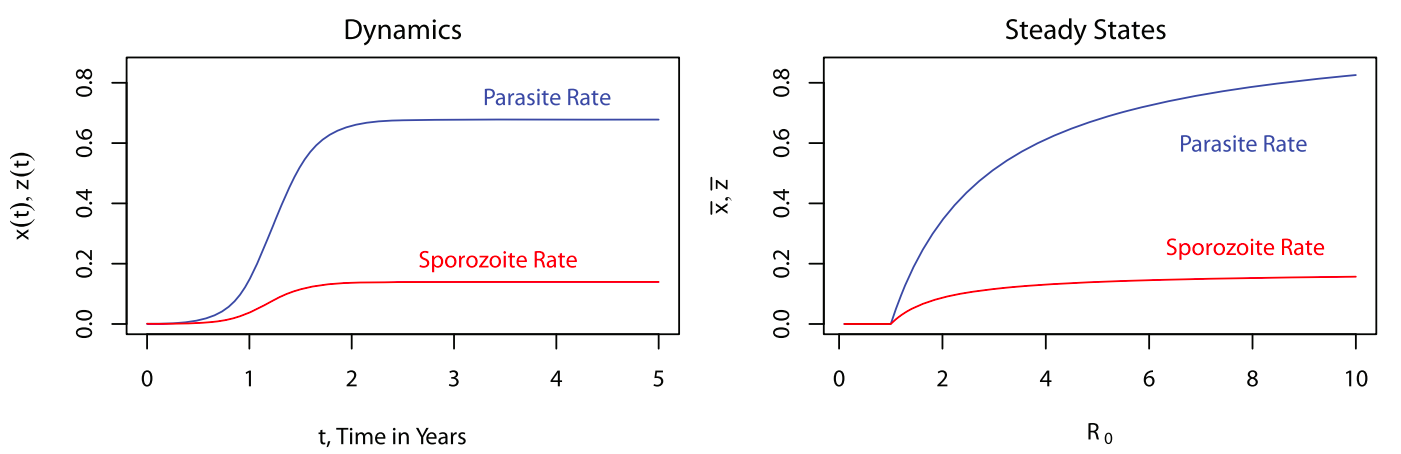 Dynamics
x(t), z(t)
0.0 0.2 0.4 0.6 0.8
Parasite Rate
Sporozoite Rate
0 1 2 3 4 5
t, Time in Years
Steady States
x̅, z̅
0.0 0.2 0.4 0.6 0.8
Parasite Rate
Sporozoite Rate
0 2 4 6 8 10
R₀